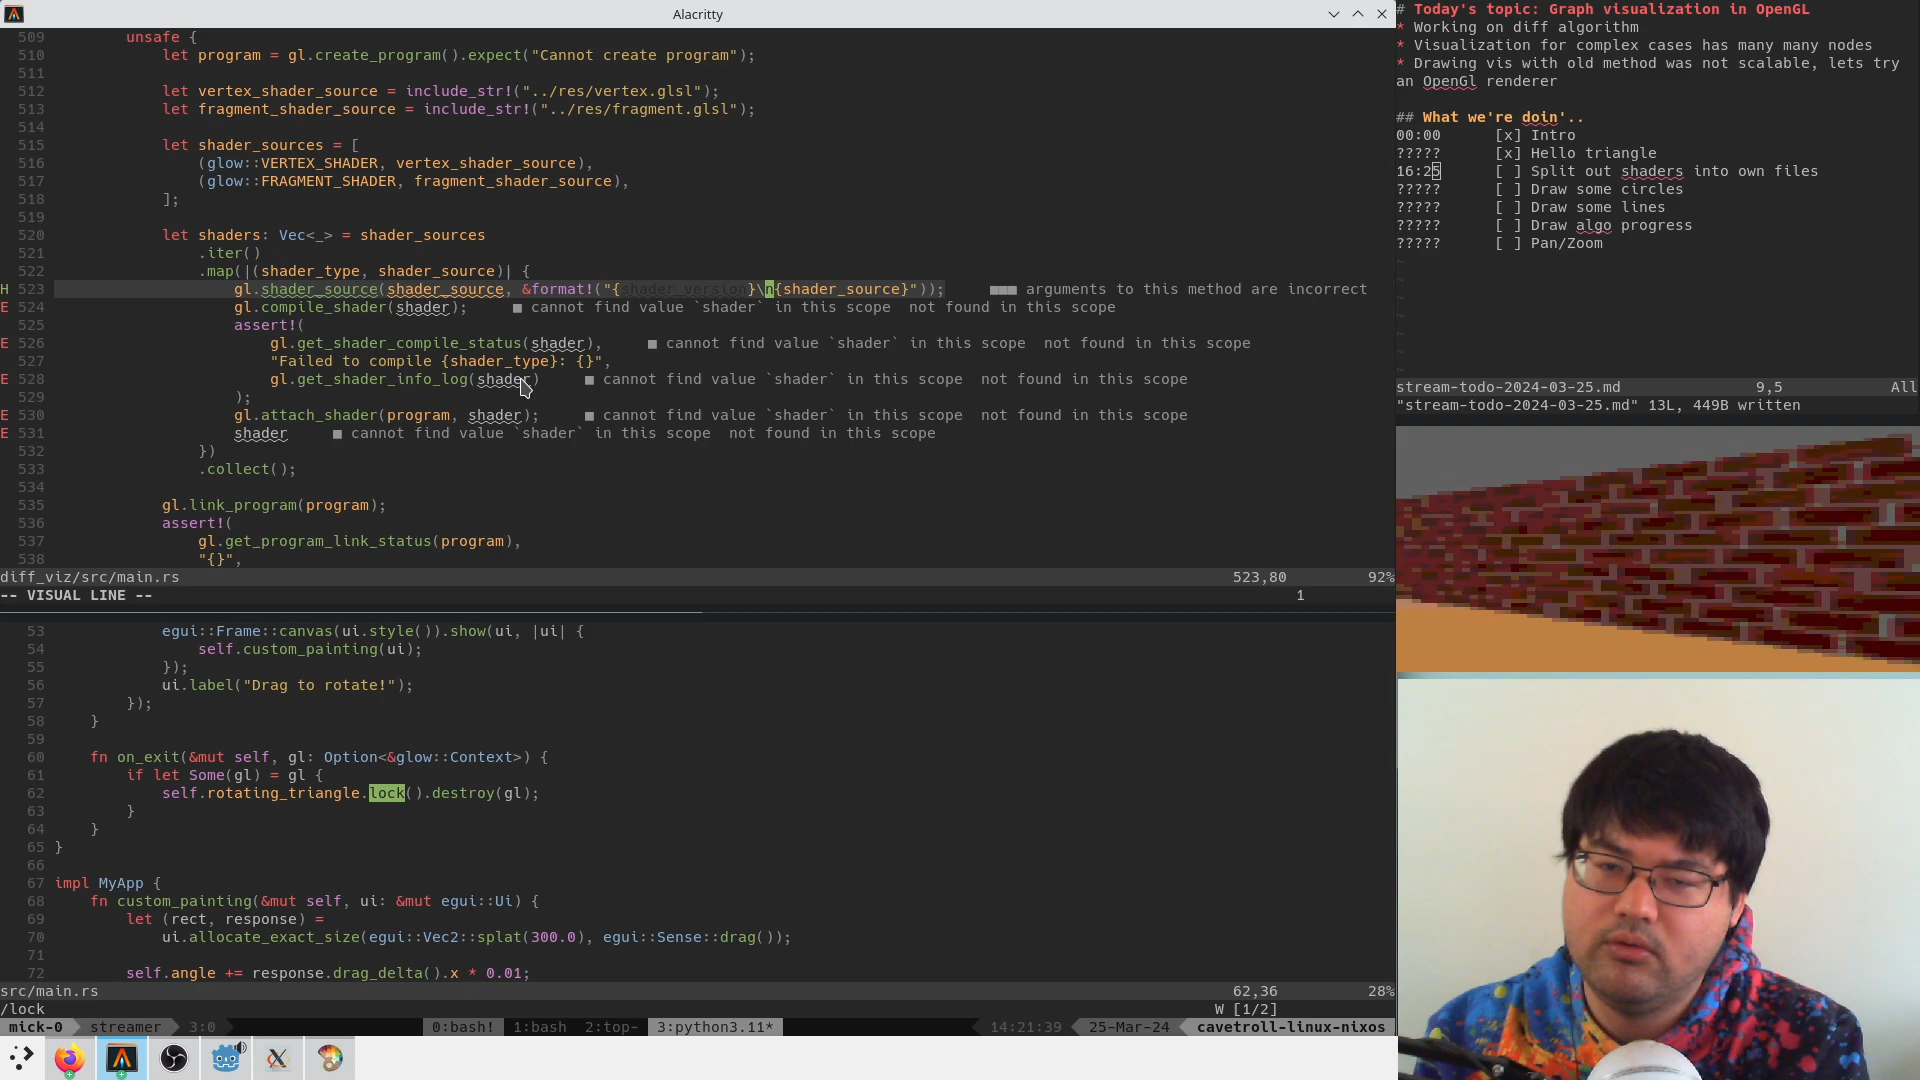 Alacritty
509 unsafe {
510 let program = gl.create_program().expect("Cannot create program");
511
512 let vertex_shader_source = include_str!("../res/vertex.glsl");
513 let fragment_shader_source = include_str!("../res/fragment.glsl");
514
515 let shader_sources = [
516 (glow::VERTEX_SHADER, vertex_shader_source),
517 (glow::FRAGMENT_SHADER, fragment_shader_source),
518 ];
519
520 let shaders: Vec<_> = shader_sources
521 .iter()
522 .map(|(shader_type, shader_source)| {
H 523 gl.shader_source(shader_source, &format!("{shader_version}\n{shader_source}")); ■■■ arguments to this method are incorrect
E 524 gl.compile_shader(shader); ■ cannot find value `shader` in this scope not found in this scope
525 assert!(
E 526 gl.get_shader_compile_status(shader), ■ cannot find value `shader` in this scope not found in this scope
527 "Failed to compile {shader_type}: {}",
E 528 gl.get_shader_info_log(shader) ■ cannot find value `shader` in this scope not found in this scope
529 );
E 530 gl.attach_shader(program, shader); ■ cannot find value `shader` in this scope not found in this scope
E 531 shader ■ cannot find value `shader` in this scope not found in this scope
532 })
533 .collect();
534
535 gl.link_program(program);
536 assert!(
537 gl.get_program_link_status(program),
538 "{}",
diff_viz/src/main.rs 523,80 92%
-- VISUAL LINE -- 1
53 egui::Frame::canvas(ui.style()).show(ui, |ui| {
54 self.custom_painting(ui);
55 });
56 ui.label("Drag to rotate!");
57 });
58 }
59
60 fn on_exit(&mut self, gl: Option<&glow::Context>) {
61 if let Some(gl) = gl {
62 self.rotating_triangle.lock().destroy(gl);
63 }
64 }
65 }
66
67 impl MyApp {
68 fn custom_painting(&mut self, ui: &mut egui::Ui) {
69 let (rect, response) =
70 ui.allocate_exact_size(egui::Vec2::splat(300.0), egui::Sense::drag());
71
72 self.angle += response.drag_delta().x * 0.01;
src/main.rs 62,36 28%
/lock W [1/2]
mick-0 streamer 3:0 0:bash! 1:bash 2:top- 3:python3.11* 14:21:39 25-Mar-24 cavetroll-linux-nixos
# Today's topic: Graph visualization in OpenGL
* Working on diff algorithm
* Visualization for complex cases has many many nodes
* Drawing vis with old method was not scalable, lets try
an OpenGl renderer
## What we're doin'..
00:00 [x] Intro
????? [x] Hello triangle
16:25 [ ] Split out shaders into own files
????? [ ] Draw some circles
????? [ ] Draw some lines
????? [ ] Draw algo progress
????? [ ] Pan/Zoom
~
~
~
~
~
~
~
stream-todo-2024-03-25.md 9,5 All
"stream-todo-2024-03-25.md" 13L, 449B written